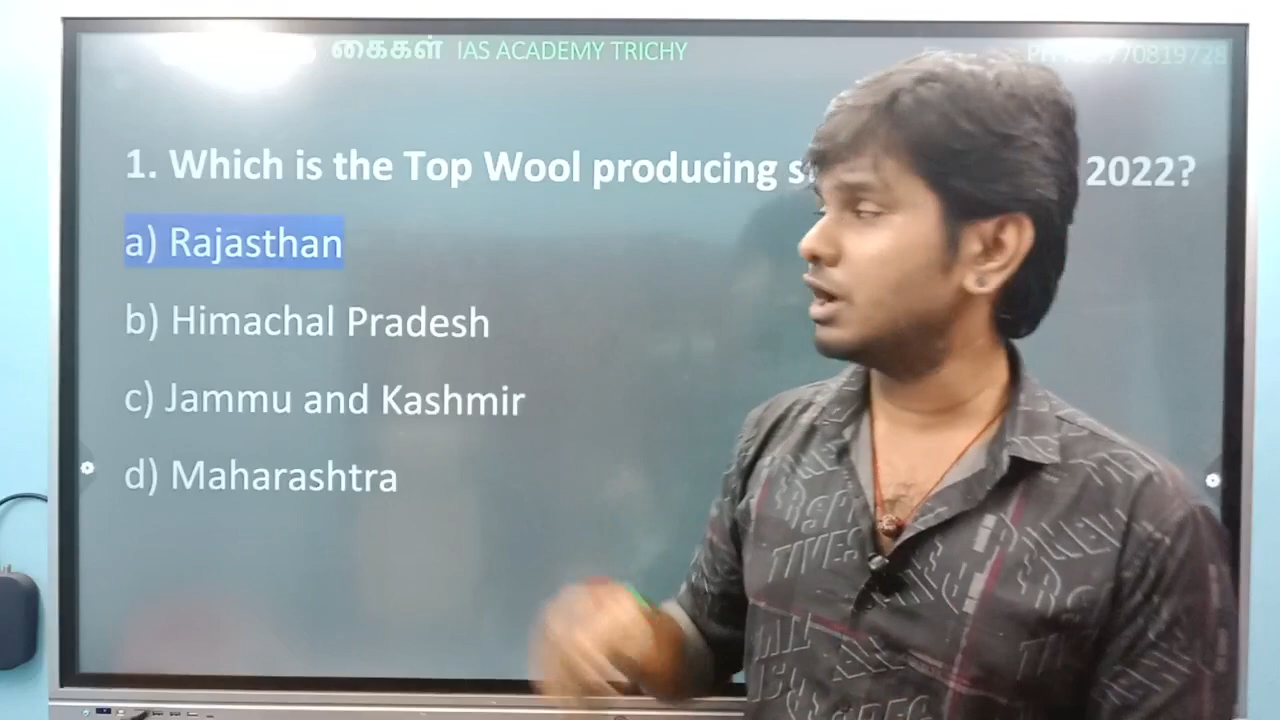 கைகள் IAS ACADEMY TRICHY
1. Which is the Top Wool producing 2022?
a) Rajasthan
b) Himachal Pradesh
c) Jammu and Kashmir
d) Maharashtra